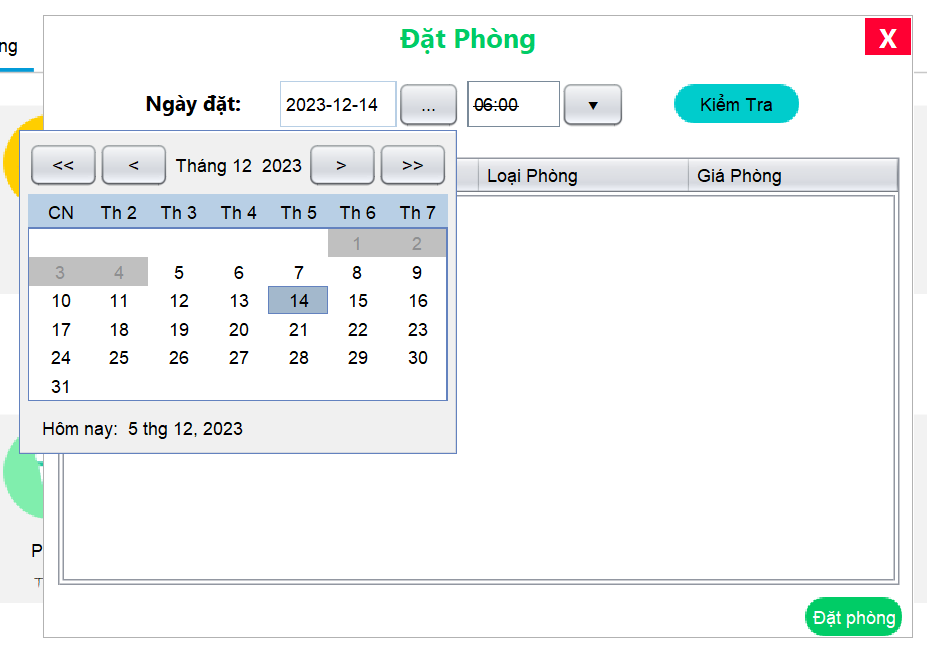 ng
Đặt Phòng
X
Ngày đặt:
2023-12-14
...
06:00
▼
Kiểm Tra
<< < Tháng 12 2023 > >>
Loại Phòng
Giá Phòng
CN Th 2 Th 3 Th 4 Th 5 Th 6 Th 7
1 2
3 4 5 6 7 8 9
10 11 12 13 14 15 16
17 18 19 20 21 22 23
24 25 26 27 28 29 30
31
Hôm nay: 5 thg 12, 2023
P
T
Đặt phòng